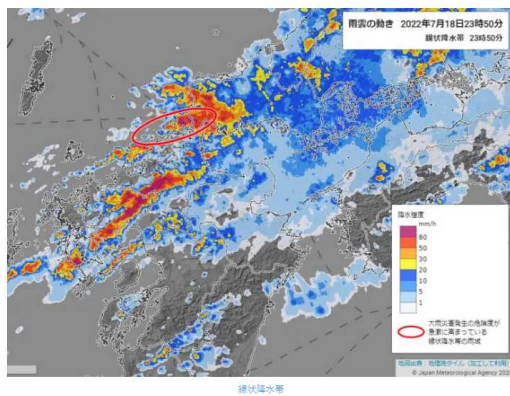 雨雲の動き 2022年7月18日23時50分
線状降水帯 23時50分
降水強度
mm/h
80
50
30
20
10
5
1
大雨災害発生の危険度が
急激に高まっている
線状降水帯の雨域
地図出典:地理院タイル (加工して利用)
© Japan Meteorological Agency 202
線状降水帯